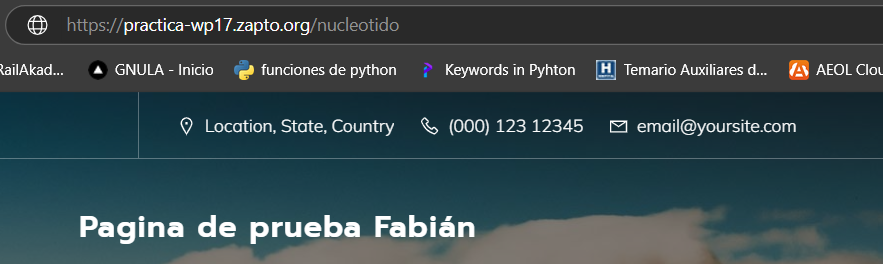 https://practica-wp17.zapto.org/nucleotido
RailAkad... GNULA - Inicio funciones de python Keywords in Pyhton Temario Auxiliares d... AEOL Clou
Location, State, Country (000) 123 12345 email@yoursite.com
Pagina de prueba Fabián